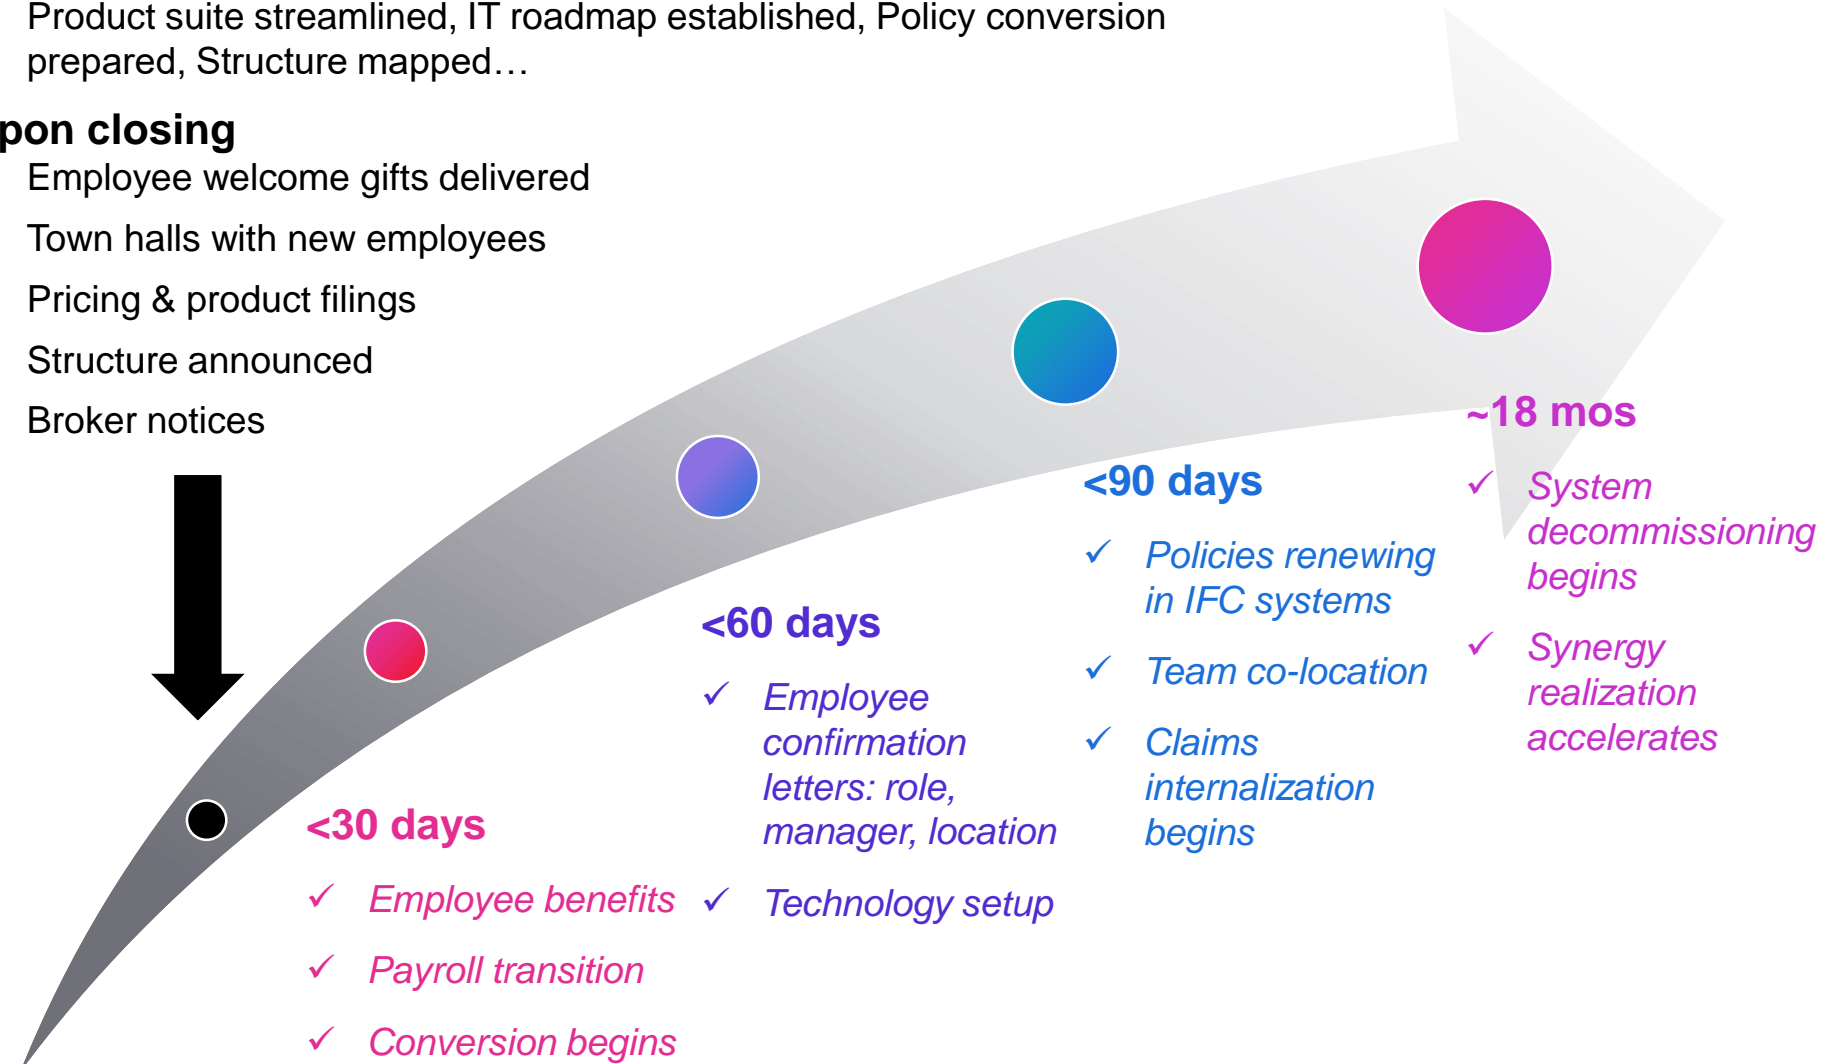 Product suite streamlined, IT roadmap established, Policy conversion
prepared, Structure mapped…
pon closing
Employee welcome gifts delivered
Town halls with new employees
Pricing & product filings
Structure announced
Broker notices
<30 days
✓ Employee benefits
✓ Payroll transition
✓ Conversion begins
<60 days
✓ Employee
confirmation
letters: role,
manager, location
✓ Technology setup
<90 days
✓ Policies renewing
in IFC systems
✓ Team co-location
✓ Claims
internalization
begins
~18 mos
✓ System
decommissioning
begins
✓ Synergy
realization
accelerates